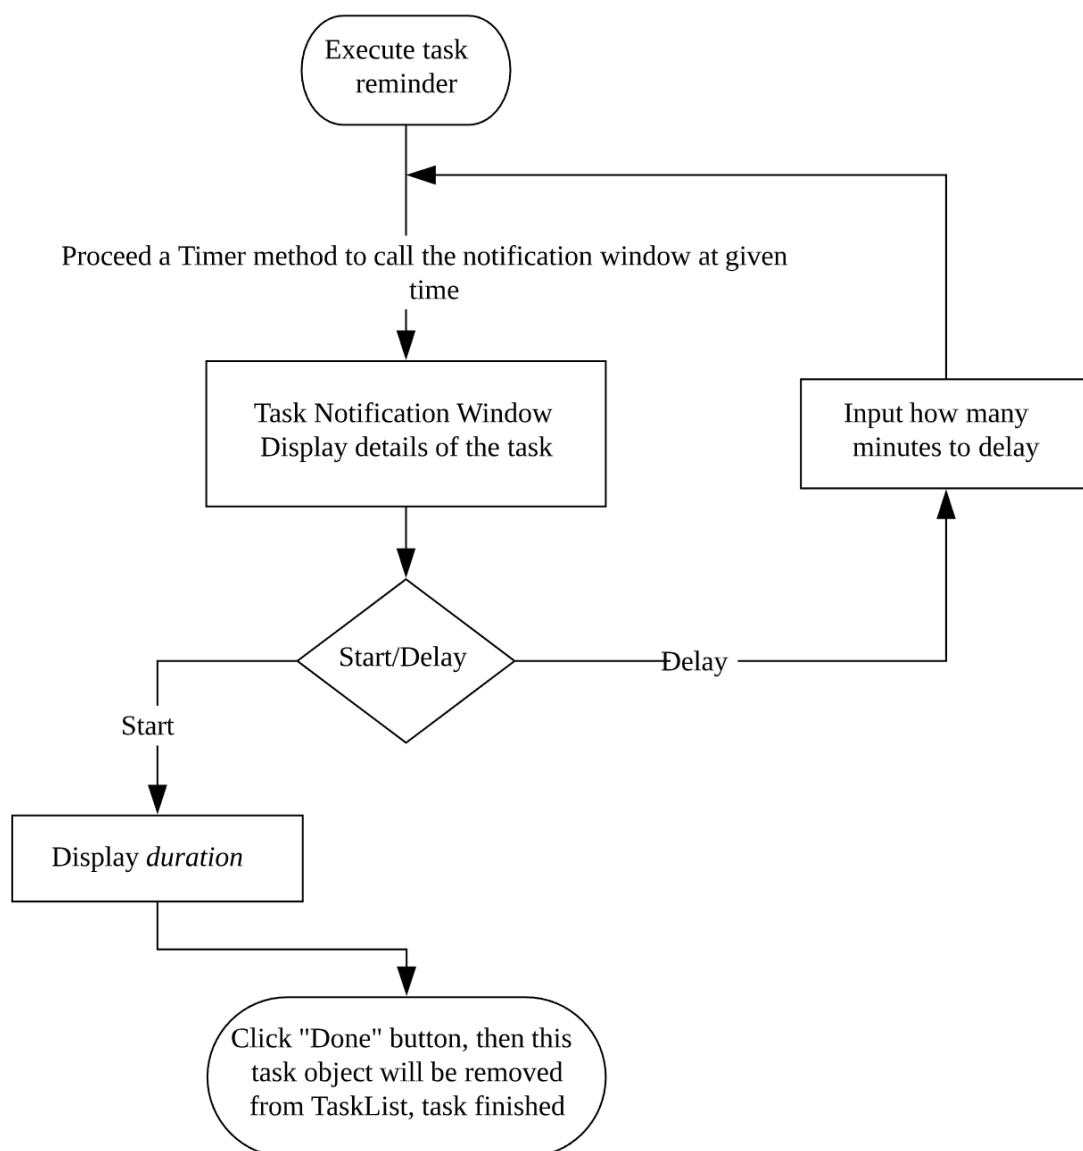 Execute task
reminder
Proceed a Timer method to call the notification window at given
time
Task Notification Window
Display details of the task
Input how many
minutes to delay
Start/Delay
Delay
Start
Display duration
Click "Done" button, then this
task object will be removed
from TaskList, task finished